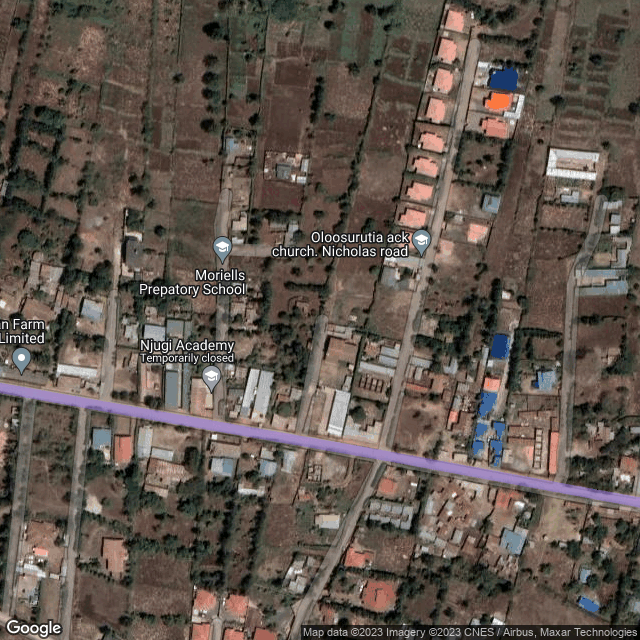 Oloosurutia ack
church. Nicholas road
Moriells
Prepatory School
an Farm
Limited
Njugi Academy
Temporarily closed
Google
Map data ©2023 Imagery ©2023 CNES / Airbus, Maxar Technologies